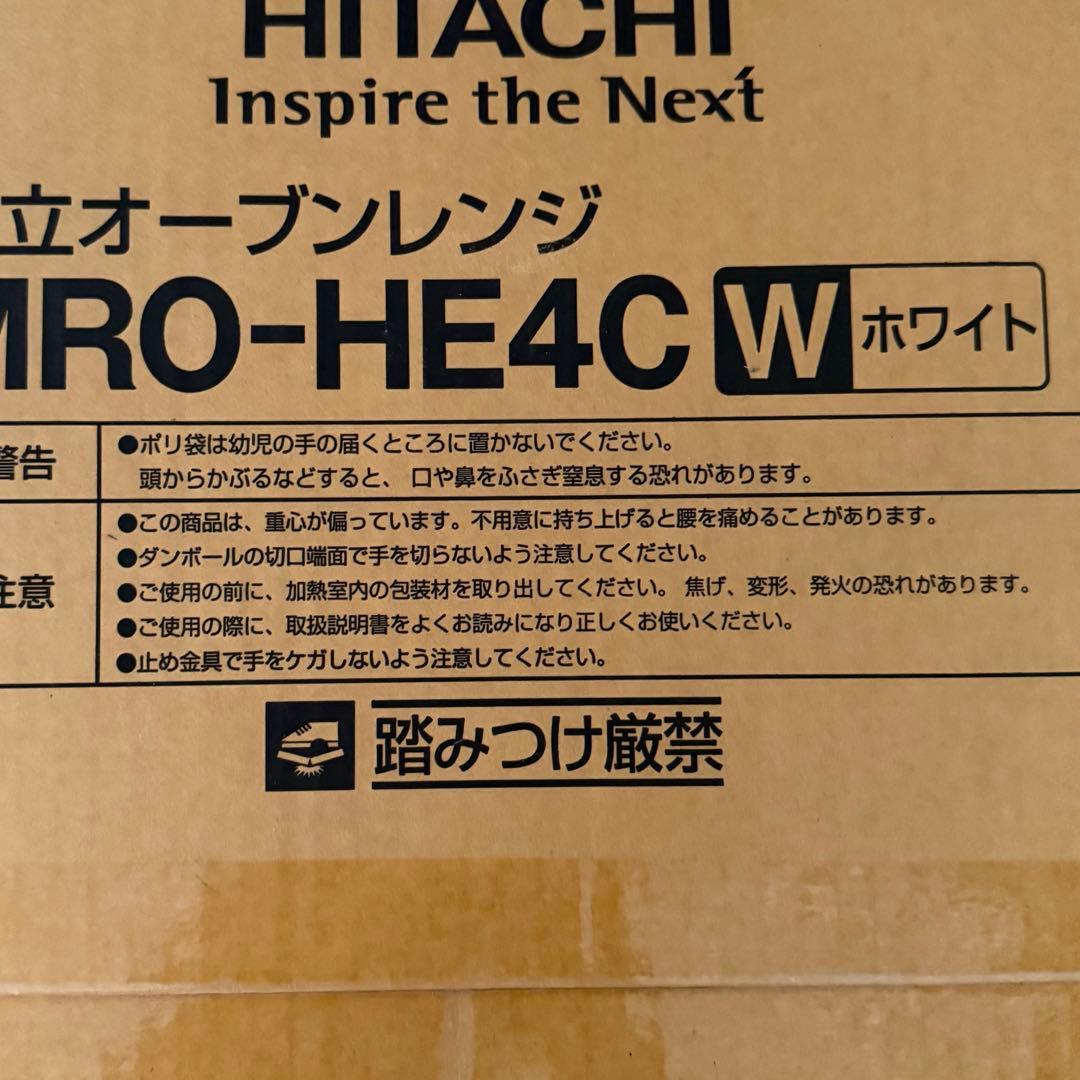 HITACHI
Inspire the Next
立オーブンレンジ
MRO-HE4C W ホワイト
警告
●ポリ袋は幼児の手の届くところに置かないでください。
頭からかぶるなどすると、 口や鼻をふさぎ窒息する恐れがあります。
注意
●この商品は、重心が偏っています。不用意に持ち上げると腰を痛めることがあります。
●ダンボールの切口端面で手を切らないよう注意してください。
●ご使用の前に、加熱室内の包装材を取り出してください。 焦げ、変形、発火の恐れがあります。
●ご使用の際に、取扱説明書をよくお読みになり正しくお使いください。
●止め金具で手をケガしないよう注意してください。
踏みつけ厳禁